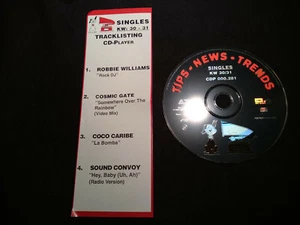 SINGLES
KW: 30 - 31
TRACKLISTING
CD-PLAYER
1. ROBBIE WILLIAMS
"Rock DJ"
2. COSMIC GATE
"Somewhere Over The
Rainbow"
(Video Mix)
3. COCO CARIBE
"La Bomba"
4. SOUND CONVOY
"Hey, Baby (Uh, Ah)"
(Radio Version)
TIPS - NEWS - TRENDS
SINGLES
KW 30/31
CDP 000.281